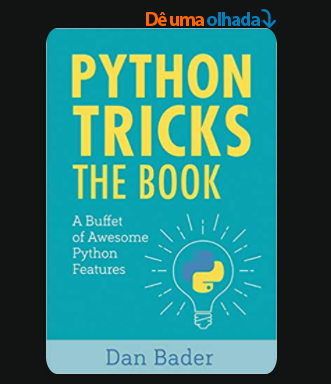 Dê uma olhada
PYTHON
TRICKS
THE BOOK
A Buffet
of Awesome
Python
Features
Dan Bader